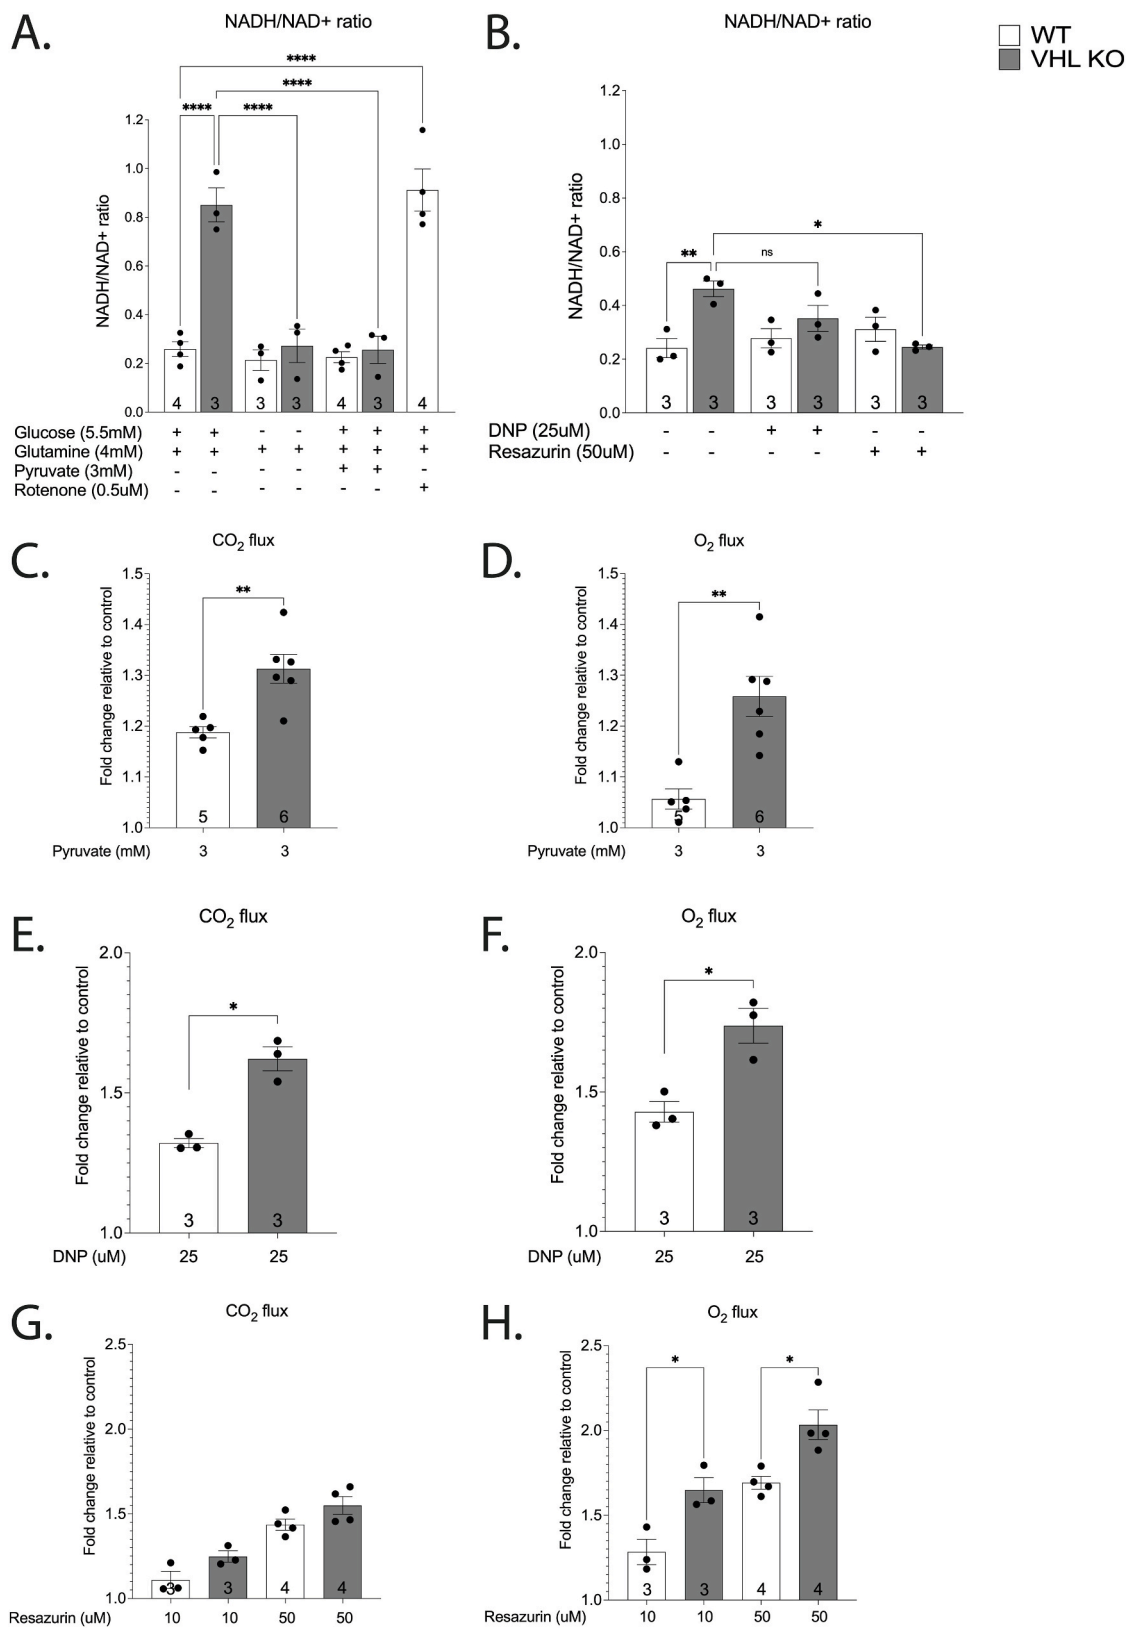 A.
NADH/NAD+ ratio
B.
NADH/NAD+ ratio
WT
VHL KO
****
****
**** ****
NADH/NAD+ ratio
1.2
1.0
0.8
0.6
0.4
0.2
0.0
4 3 3 3 4 3 4
Glucose (5.5mM) + + - - + + +
Glutamine (4mM) + + + + + + +
Pyruvate (3mM) - - - - + + -
Rotenone (0.5uM) - - - - - - +
NADH/NAD+ ratio
1.2
1.0
0.8
0.6
0.4
0.2
0.0
*
** ns
3 3 3 3 3 3
DNP (25uM) - - + + - -
Resazurin (50uM) - - - - + +
C.
CO2 flux
Fold change relative to control
1.5
1.4
1.3
1.2
1.1
1.0
**
5 6
Pyruvate (mM) 3 3
D.
O2 flux
Fold change relative to control
1.5
1.4
1.3
1.2
1.1
1.0
**
5 6
Pyruvate (mM) 3 3
E.
CO2 flux
Fold change relative to control
2.0
1.5
1.0
*
3 3
DNP (uM) 25 25
F.
O2 flux
Fold change relative to control
2.0
1.5
1.0
*
3 3
DNP (uM) 25 25
G.
CO2 flux
Fold change relative to control
2.5
2.0
1.5
1.0
3 3 4 4
Resazurin (uM) 10 10 50 50
H.
O2 flux
Fold change relative to control
2.5
2.0
1.5
1.0
* *
3 3 4 4
Resazurin (uM) 10 10 50 50